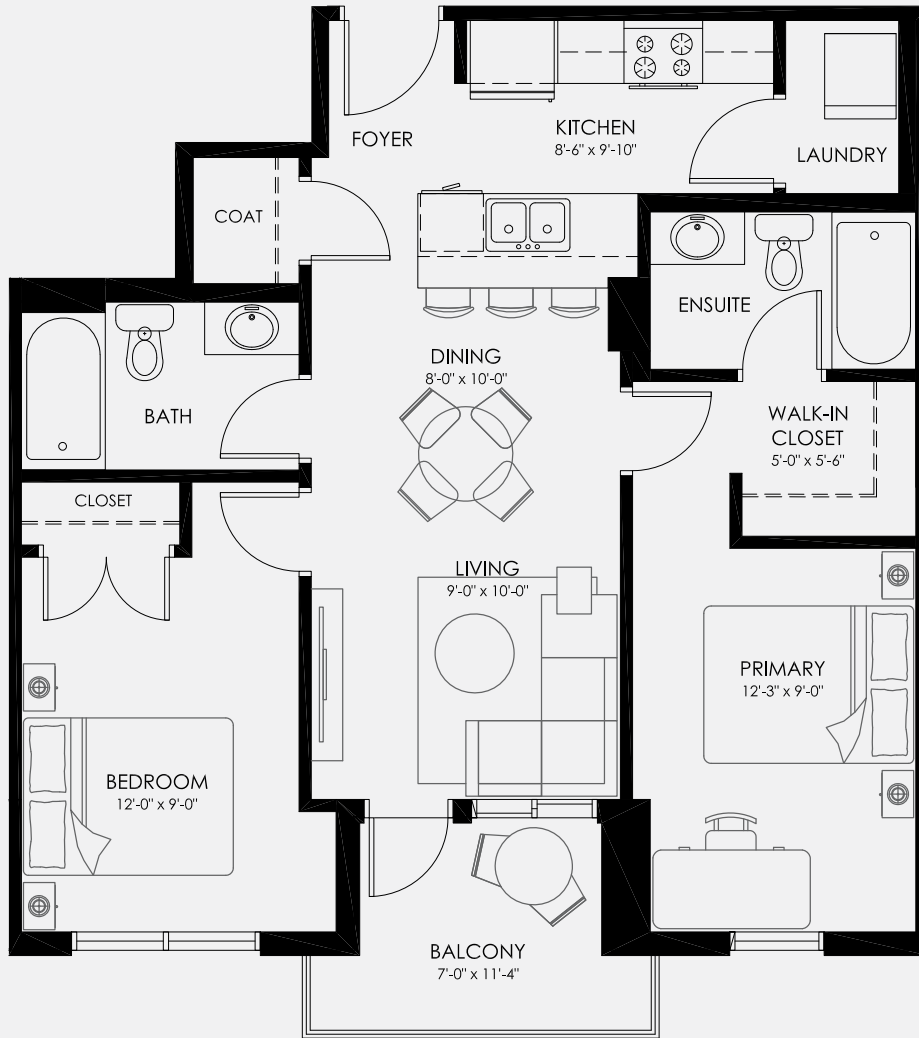 KITCHEN
8'-6" x 9'-10"
FOYER
LAUNDRY
COAT
ENSUITE
DINING
8'-0" x 10'-0"
BATH
WALK-IN
CLOSET
5'-0" x 5'-6"
CLOSET
LIVING
9'-0" x 10'-0"
PRIMARY
12'-3" x 9'-0"
BEDROOM
12'-0" x 9'-0"
BALCONY
7'-0" x 11'-4"